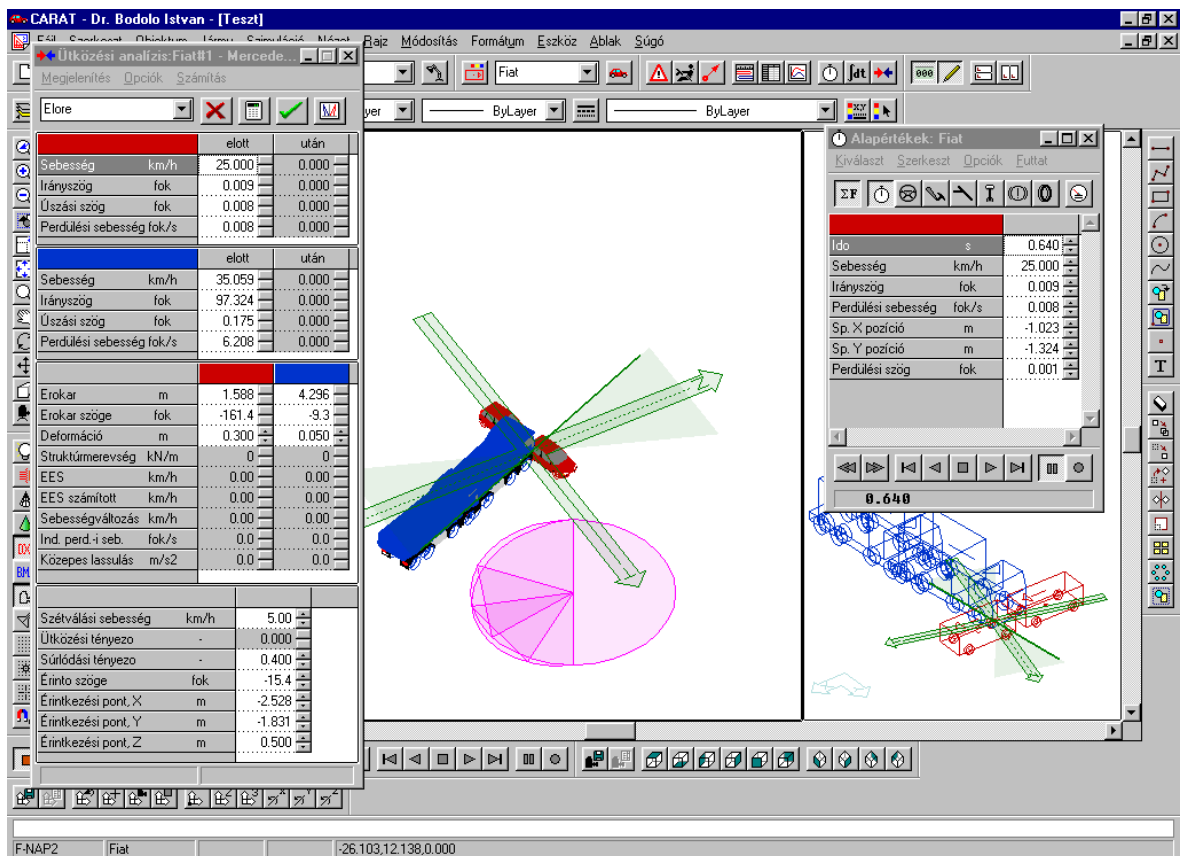 CARAT - Dr. Bodolo Istvan - [Teszt]
Rajz Módosítás Formátum Eszköz Ablak Súgó
Ütközési analízis:Fiat#1 - Mercede...
Megjelenítés Opciók Számítás
Fiat
Elore
ByLayer
ByLayer
elott után
Sebesség km/h 25.000 0.000
Irányszög fok 0.009 0.000
Úszási szög fok 0.008 0.000
Perdülési sebesség fok/s 0.008 0.000
elott után
Sebesség km/h 35.059 0.000
Irányszög fok 97.324 0.000
Úszási szög fok 0.175 0.000
Perdülési sebesség fok/s 6.208 0.000
Erokar m 1.588 4.296
Erokar szöge fok -161.4 -9.3
Deformáció m 0.300 0.050
Struktúrmerevség kN/m 0 0
EES km/h 0.00 0.00
EES számított km/h 0.00 0.00
Sebességváltozás km/h 0.00 0.00
Ind. perd.-i seb. fok/s 0.0 0.0
Közepes lassulás m/s2 0.0 0.0
Szétválási sebesség km/h 5.00
Ütközési tényezo - 0.000
Súrlódási tényezo - 0.400
Érinto szöge fok -15.4
Érintkezési pont, X m -2.528
Érintkezési pont, Y m -1.831
Érintkezési pont, Z m 0.500
Alapértékek: Fiat
Kiválaszt Szerkeszt Opciók Futtat
ΣF
Ido s 0.640
Sebesség km/h 25.000
Irányszög fok 0.009
Perdülési sebesség fok/s 0.008
Sp. X pozíció m -1.023
Sp. Y pozíció m -1.324
Perdülési szög fok 0.001
0.640
F-NAP2 Fiat -26.103,12.138,0.000